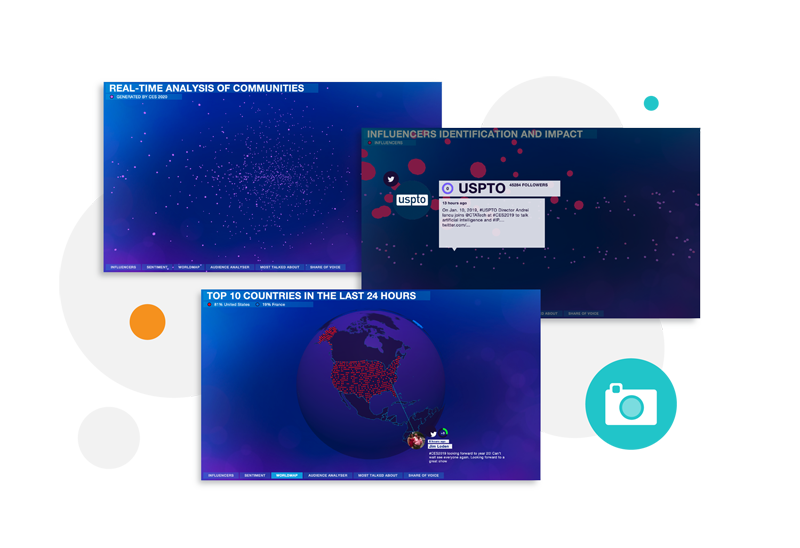 REAL-TIME ANALYSIS OF COMMUNITIES
GENERATED BY CES 2020
INFLUENCERS SENTIMENT WORLDMAP AUDIENCE ANALYSER MOST TALKED ABOUT SHARE OF VOICE
INFLUENCERS IDENTIFICATION AND IMPACT
INFLUENCERS
uspto
USPTO
FOLLOWERS
19 hours ago
On Jan. 10, 2019, #USPTO Director Andrei
Iancu joins @CTATech at #CES2019 to talk
artificial intelligence and #IP...
twitter.com/...
ABOUT SHARE OF VOICE
TOP 10 COUNTRIES IN THE LAST 24 HOURS
81% United States 19% France
hours ago
Jim Loden
#CES2019 looking forward to year 20. Can't
wait see everyone again. Looking forward to a
great show.
INFLUENCERS SENTIMENT WORLDMAP AUDIENCE ANALYSER MOST TALKED ABOUT SHARE OF VOICE